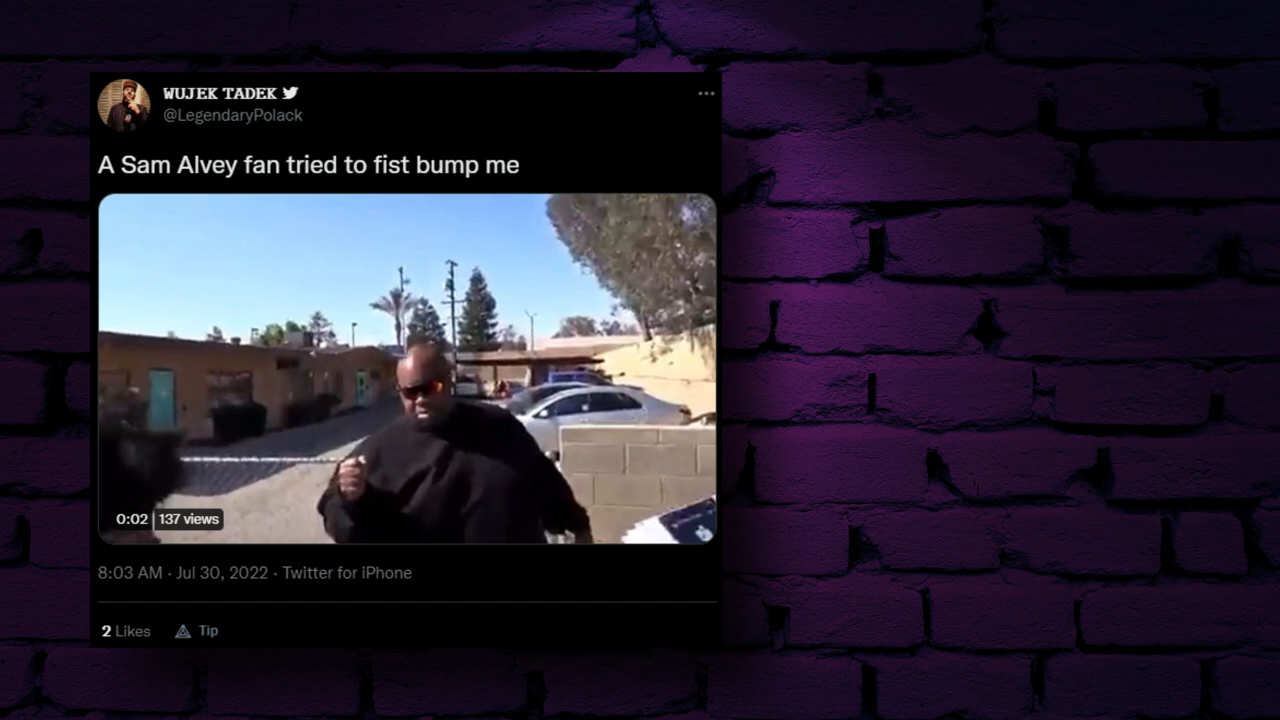 WUJEK TADEK
@LegendaryPolack
A Sam Alvey fan tried to fist bump me
0:02 137 views
8:03 AM · Jul 30, 2022 · Twitter for iPhone
2 Likes Tip